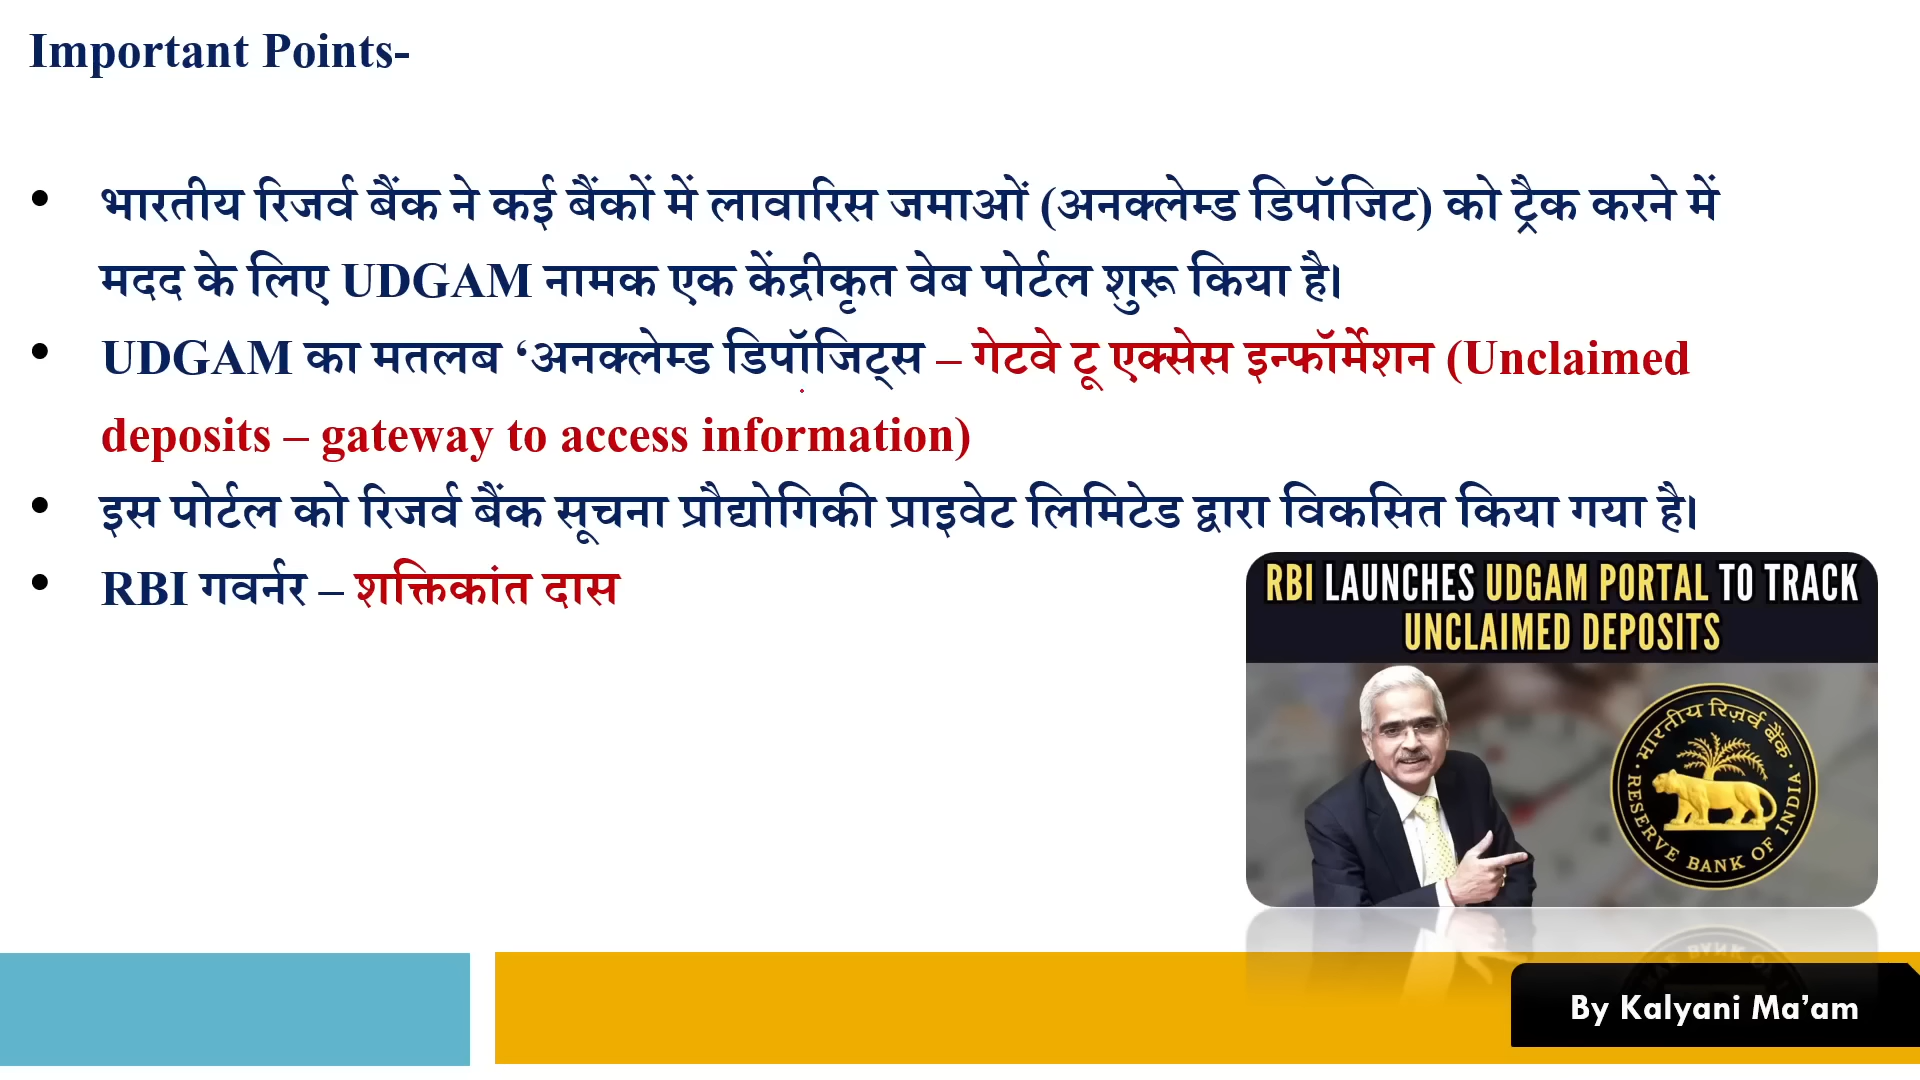 Important Points-
• भारतीय रिजर्व बैंक ने कई बैंकों में लावारिस जमाओं (अनक्लेम्ड डिपॉजिट) को ट्रैक करने में
मदद के लिए UDGAM नामक एक केंद्रीकृत वेब पोर्टल शुरू किया है।
• UDGAM का मतलब ‘अनक्लेम्ड डिपॉजिट्स – गेटवे टू एक्सेस इन्फॉर्मेशन (Unclaimed
deposits – gateway to access information)
• इस पोर्टल को रिजर्व बैंक सूचना प्रौद्योगिकी प्राइवेट लिमिटेड द्वारा विकसित किया गया है।
• RBI गवर्नर – शक्तिकांत दास
RBI LAUNCHES UDGAM PORTAL TO TRACK
UNCLAIMED DEPOSITS
भारतीय रिज़र्व बैंक
RESERVE BANK OF INDIA
By Kalyani Ma’am